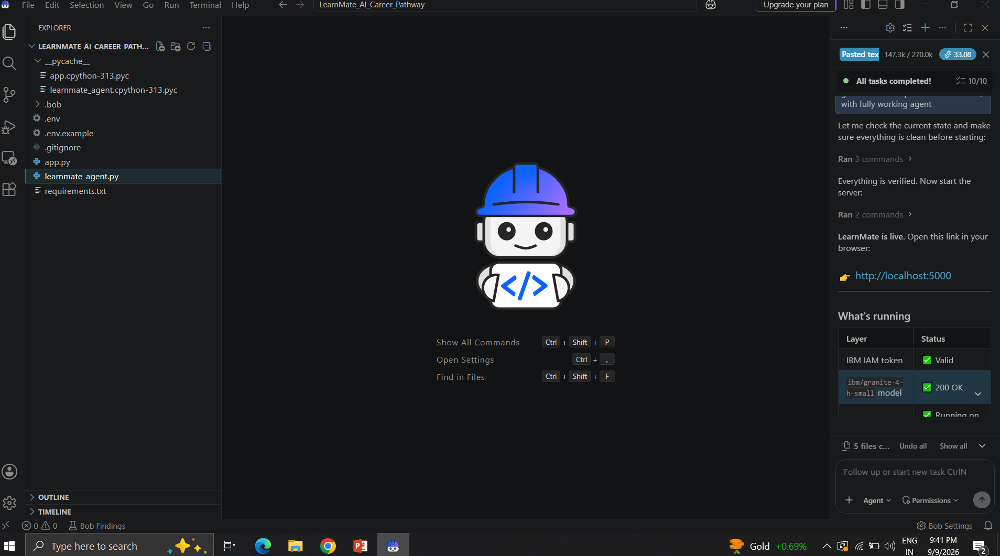 File Edit Selection View Go Run Terminal Help
LearnMate_AI_Career_Pathway
Upgrade your plan
EXPLORER
LEARNMATE_AI_CAREER_PATH...
__pycache__
app.cpython-313.pyc
learnmate_agent.cpython-313.pyc
.bob
.env
.env.example
.gitignore
app.py
learnmate_agent.py
requirements.txt
OUTLINE
TIMELINE
</>
Show All Commands Ctrl + Shift + P
Open Settings Ctrl + ,
Find in Files Ctrl + Shift + F
Pasted tex 147.3k / 270.0k 33.08
All tasks completed! 10/10
with fully working agent
Let me check the current state and make
sure everything is clean before starting:
Ran 3 commands
Everything is verified. Now start the
server:
Ran 2 commands
LearnMate is live. Open this link in your
browser:
👉 http://localhost:5000
What's running
Layer Status
IBM IAM token ✅ Valid
ibm/granite-4-
h-small model ✅ 200 OK
✅ Running on
5 files c... Undo all Show all
Follow up or start new task CtrlN
Agent Permissions
0 0 Bob Findings
Bob Settings
Type here to search
Gold +0.69%
ENG
IN
9:41 PM
9/9/2026
2